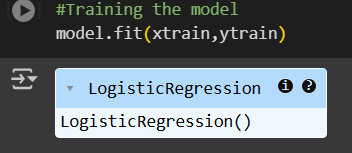 #Training the model
model.fit(xtrain,ytrain)
LogisticRegression
LogisticRegression()